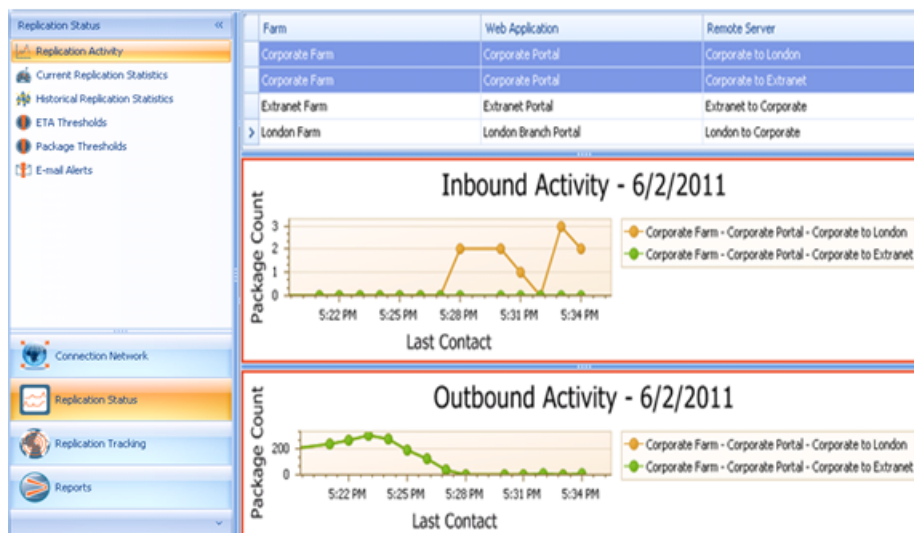 Replication Status «
Replication Activity
Current Replication Statistics
Historical Replication Statistics
ETA Thresholds
Package Thresholds
E-mail Alerts
Connection Network
Replication Status
Replication Tracking
Reports
Farm Web Application Remote Server
Corporate Farm Corporate Portal Corporate to London
Corporate Farm Corporate Portal Corporate to Extranet
Extranet Farm Extranet Portal Extranet to Corporate
London Farm London Branch Portal London to Corporate
Inbound Activity - 6/2/2011
Package Count
3
2
1
0
5:22 PM 5:25 PM 5:28 PM 5:31 PM 5:34 PM
Last Contact
Corporate Farm - Corporate Portal - Corporate to London
Corporate Farm - Corporate Portal - Corporate to Extranet
Outbound Activity - 6/2/2011
Package Count
200
0
5:22 PM 5:25 PM 5:28 PM 5:31 PM 5:34 PM
Last Contact
Corporate Farm - Corporate Portal - Corporate to London
Corporate Farm - Corporate Portal - Corporate to Extranet